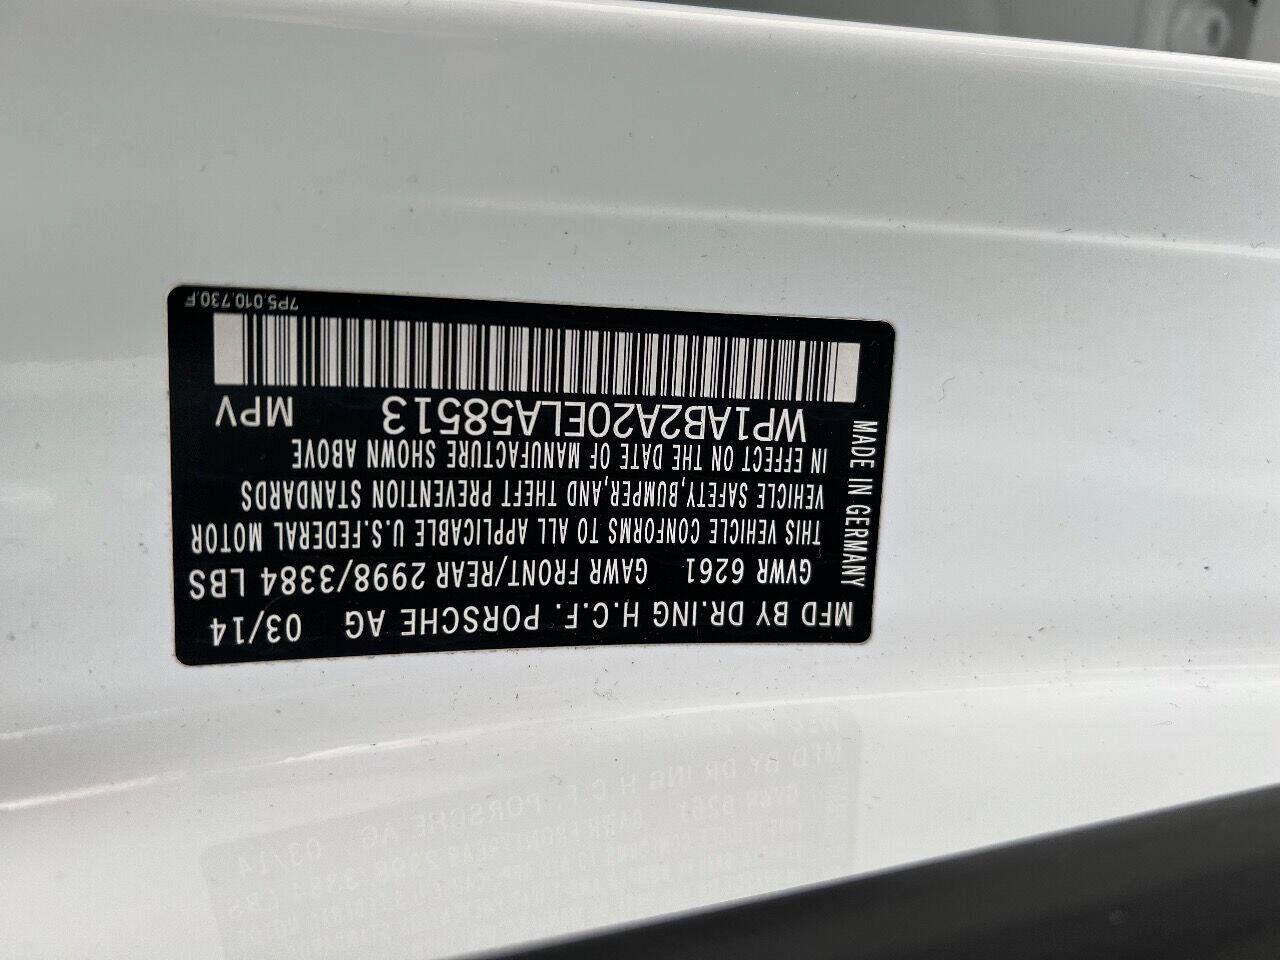 MFD BY DR.ING H.C.F. PORSCHE AG 03/14
GVWR 6261 GAWR FRONT/REAR 2998/3384 LBS
THIS VEHICLE CONFORMS TO ALL APPLICABLE U.S.FEDERAL MOTOR
VEHICLE SAFETY,BUMPER,AND THEFT PREVENTION STANDARDS
IN EFFECT ON THE DATE OF MANUFACTURE SHOWN ABOVE
WP1AB2A20ELA58513 MPV
7P5.010.730.F
MADE IN GERMANY